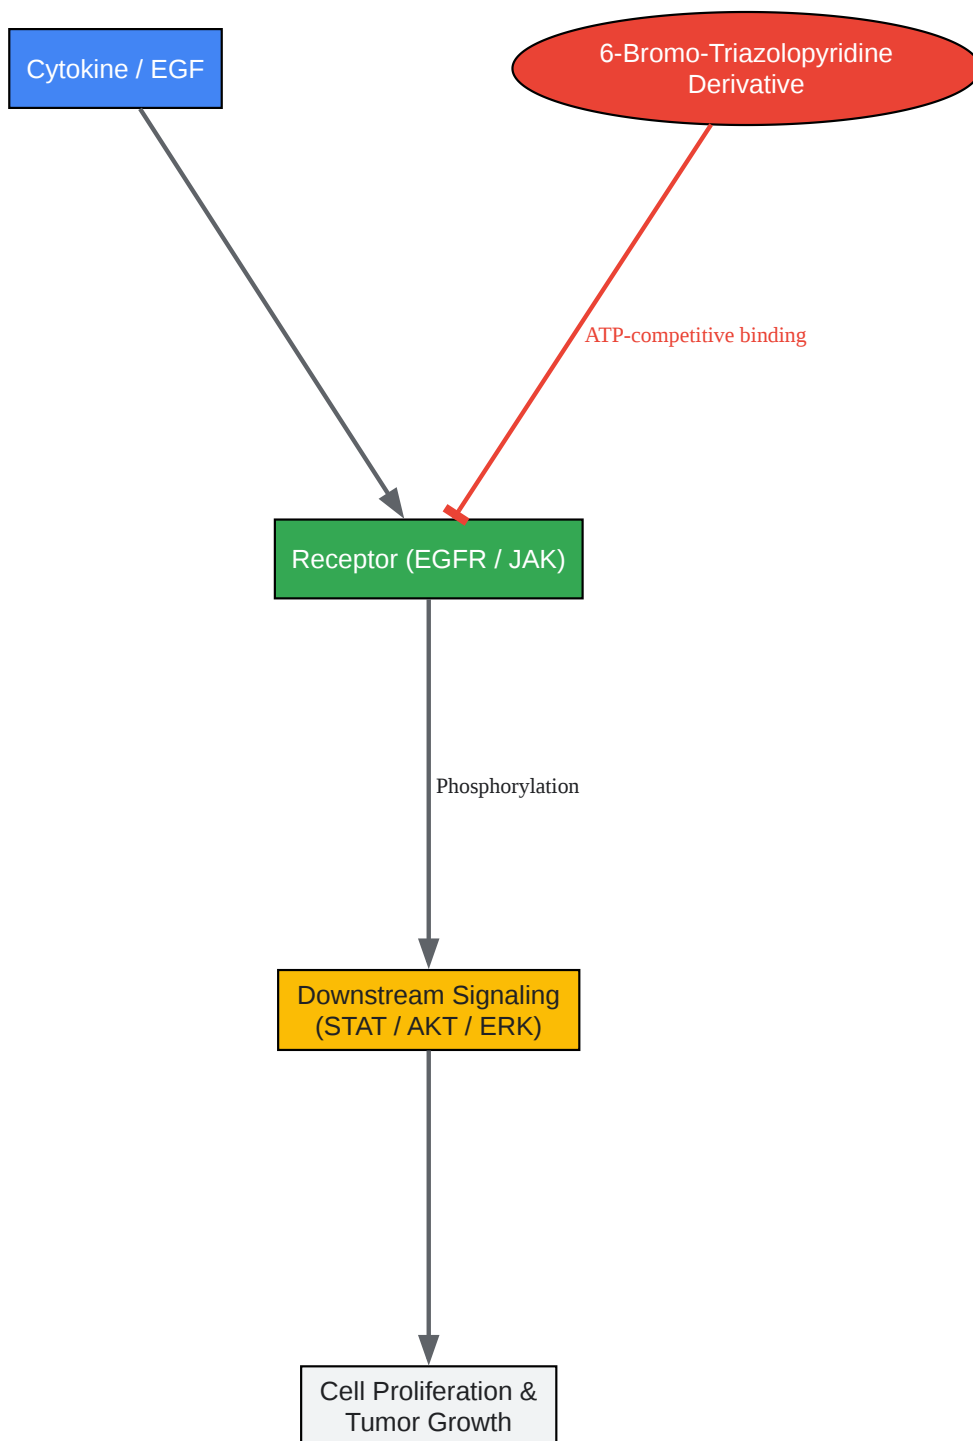 Cytokine / EGF
6-Bromo-Triazolopyridine
Derivative
ATP-competitive binding
Receptor (EGFR / JAK)
Phosphorylation
Downstream Signaling
(STAT / AKT / ERK)
Cell Proliferation &
Tumor Growth